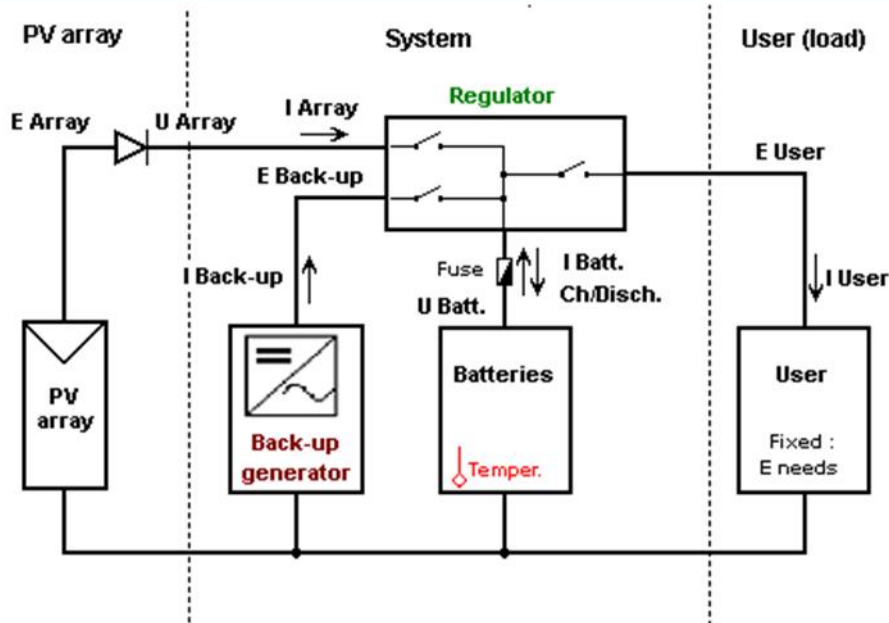 PV array
System
User (load)
Regulator
I Array
E Array
U Array
E User
E Back-up
I Back-up
Fuse
I Batt.
Ch/Disch.
I User
U Batt.
PV
array
Back-up
generator
Batteries
Temper.
User
Fixed :
E needs